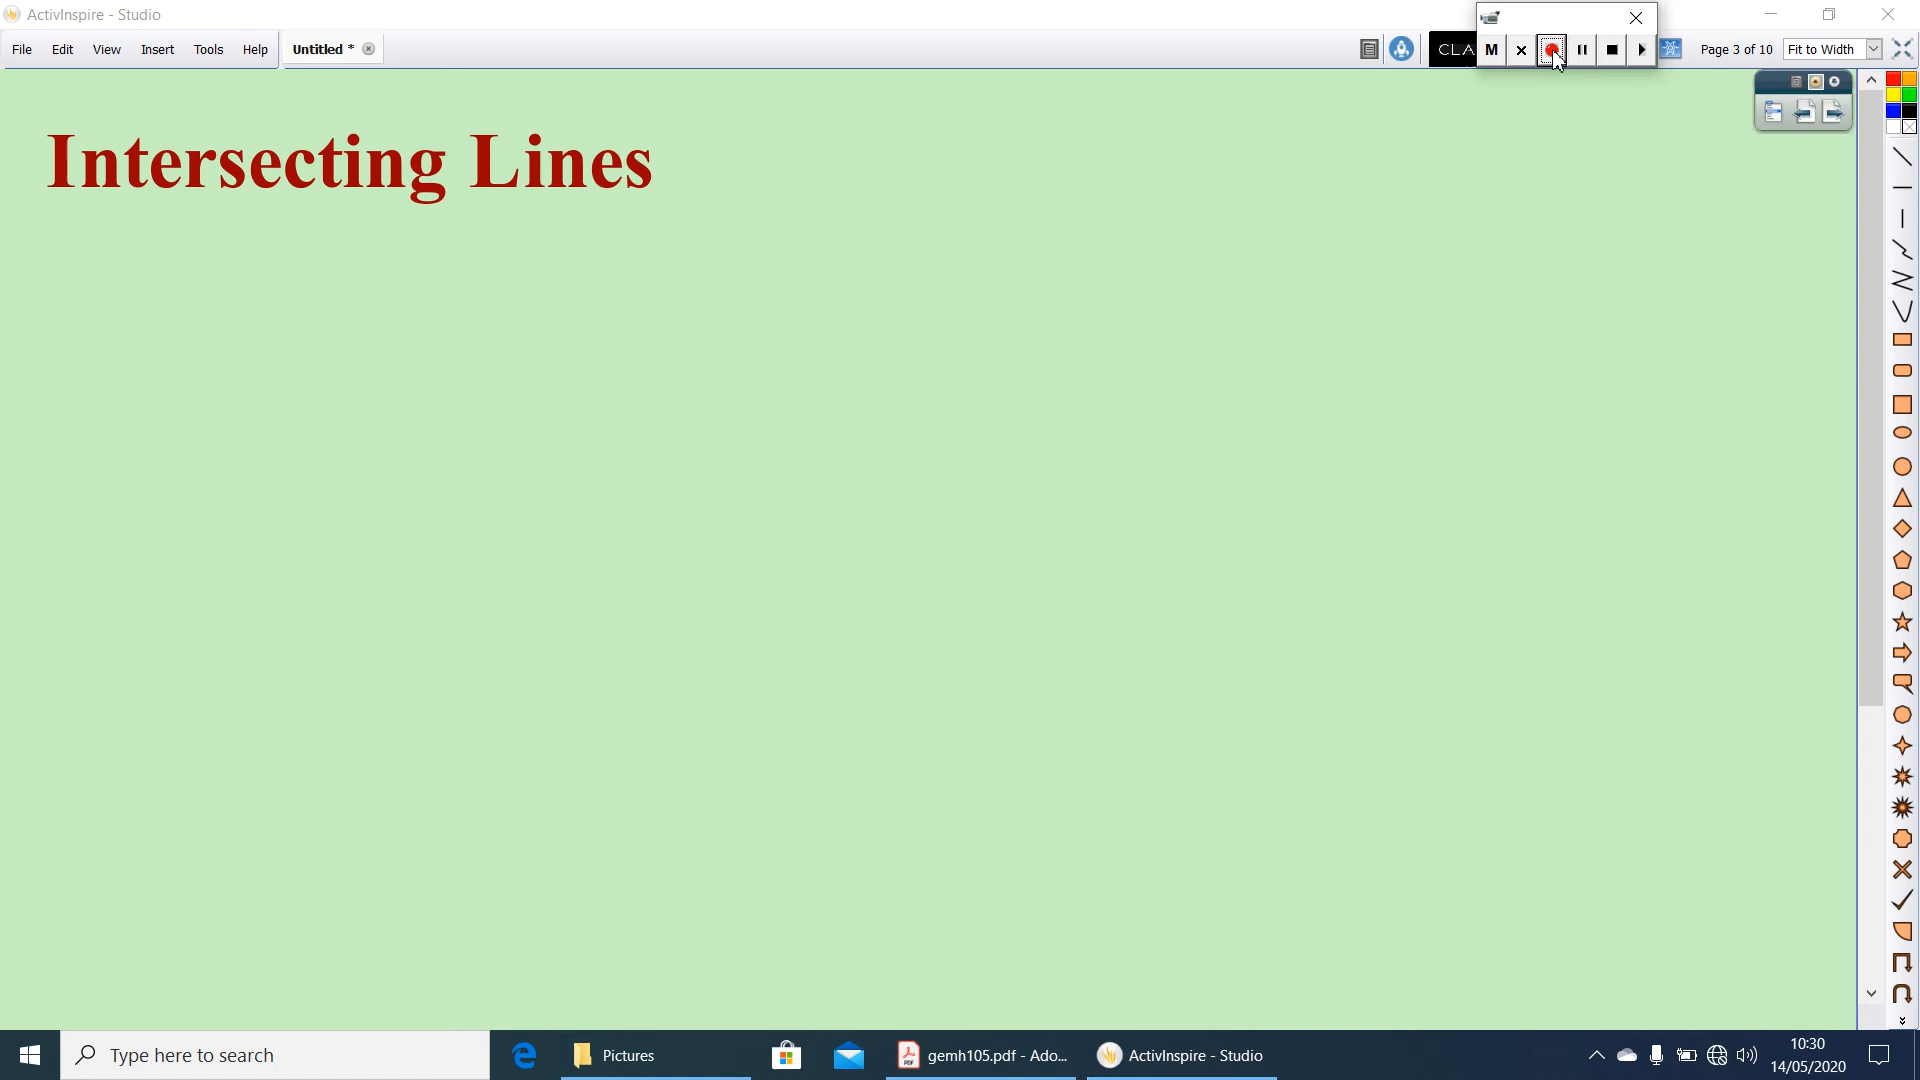 ActivInspire - Studio
File Edit View Insert Tools Help Untitled * CLA M Page 3 of 10 Fit to Width
Intersecting Lines
Type here to search
Pictures
gemh105.pdf - Ado...
ActivInspire - Studio
10:30
14/05/2020